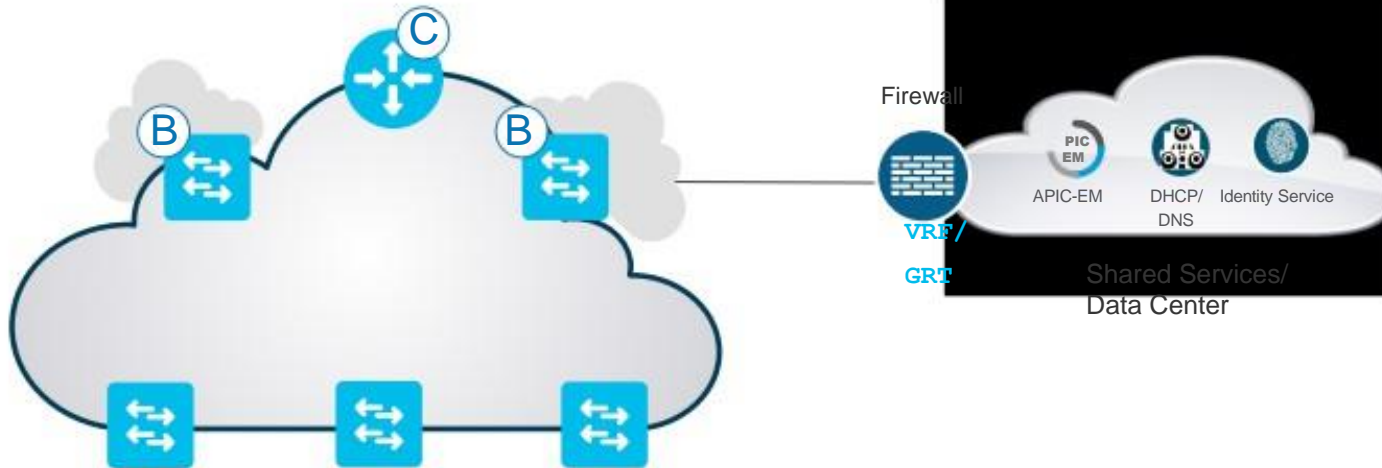 C
B
B
Firewall
PIC
EM
APIC-EM
DHCP/
DNS
Identity Service
VRF/
GRT
Shared Services/
Data Center